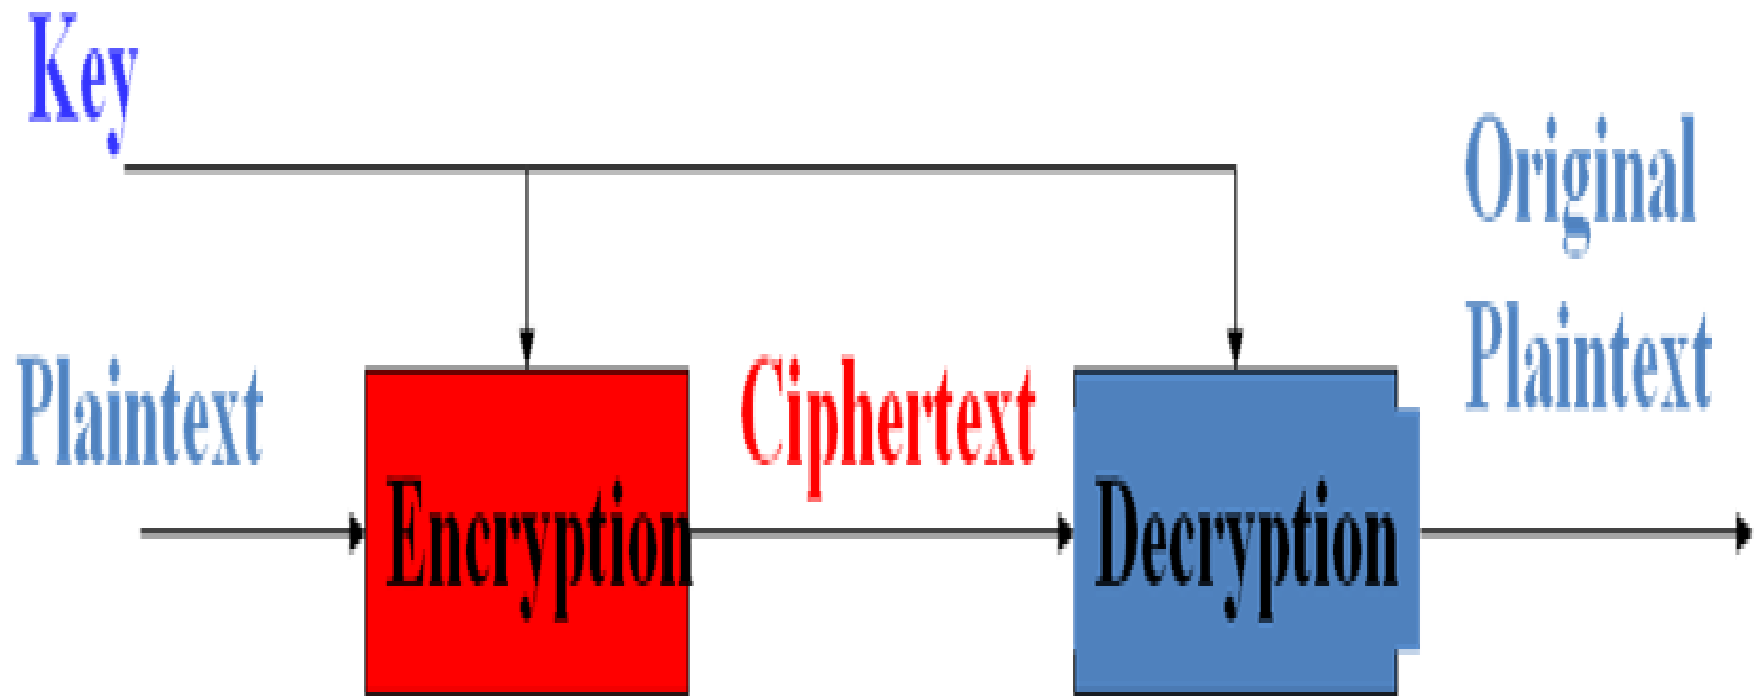 Key
Original
Plaintext
Plaintext
Ciphertext
Encryption
Decryption